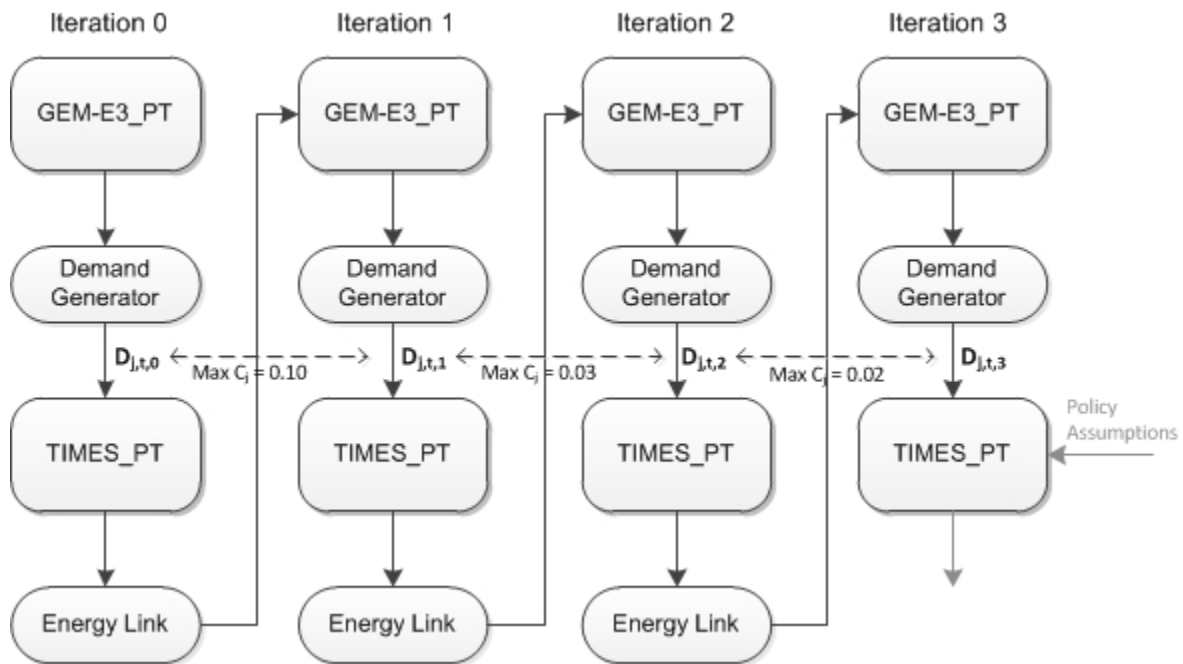 Iteration 0
Iteration 1
Iteration 2
Iteration 3
GEM-E3_PT
GEM-E3_PT
GEM-E3_PT
GEM-E3_PT
Demand
Generator
Demand
Generator
Demand
Generator
Demand
Generator
Dj,t,0
Max Cj = 0.10
Dj,t,1
Max Cj = 0.03
Dj,t,2
Max Cj = 0.02
Dj,t,3
Policy
Assumptions
TIMES_PT
TIMES_PT
TIMES_PT
TIMES_PT
Energy Link
Energy Link
Energy Link